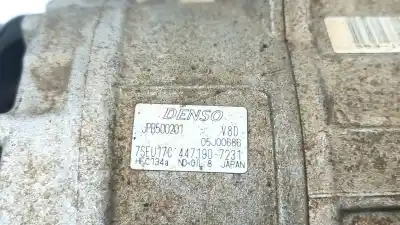 DENSO
JPB500201 V8D
05J00686
7SEU17C 447190-7231
HFC134a ND-OIL 8 JAPAN